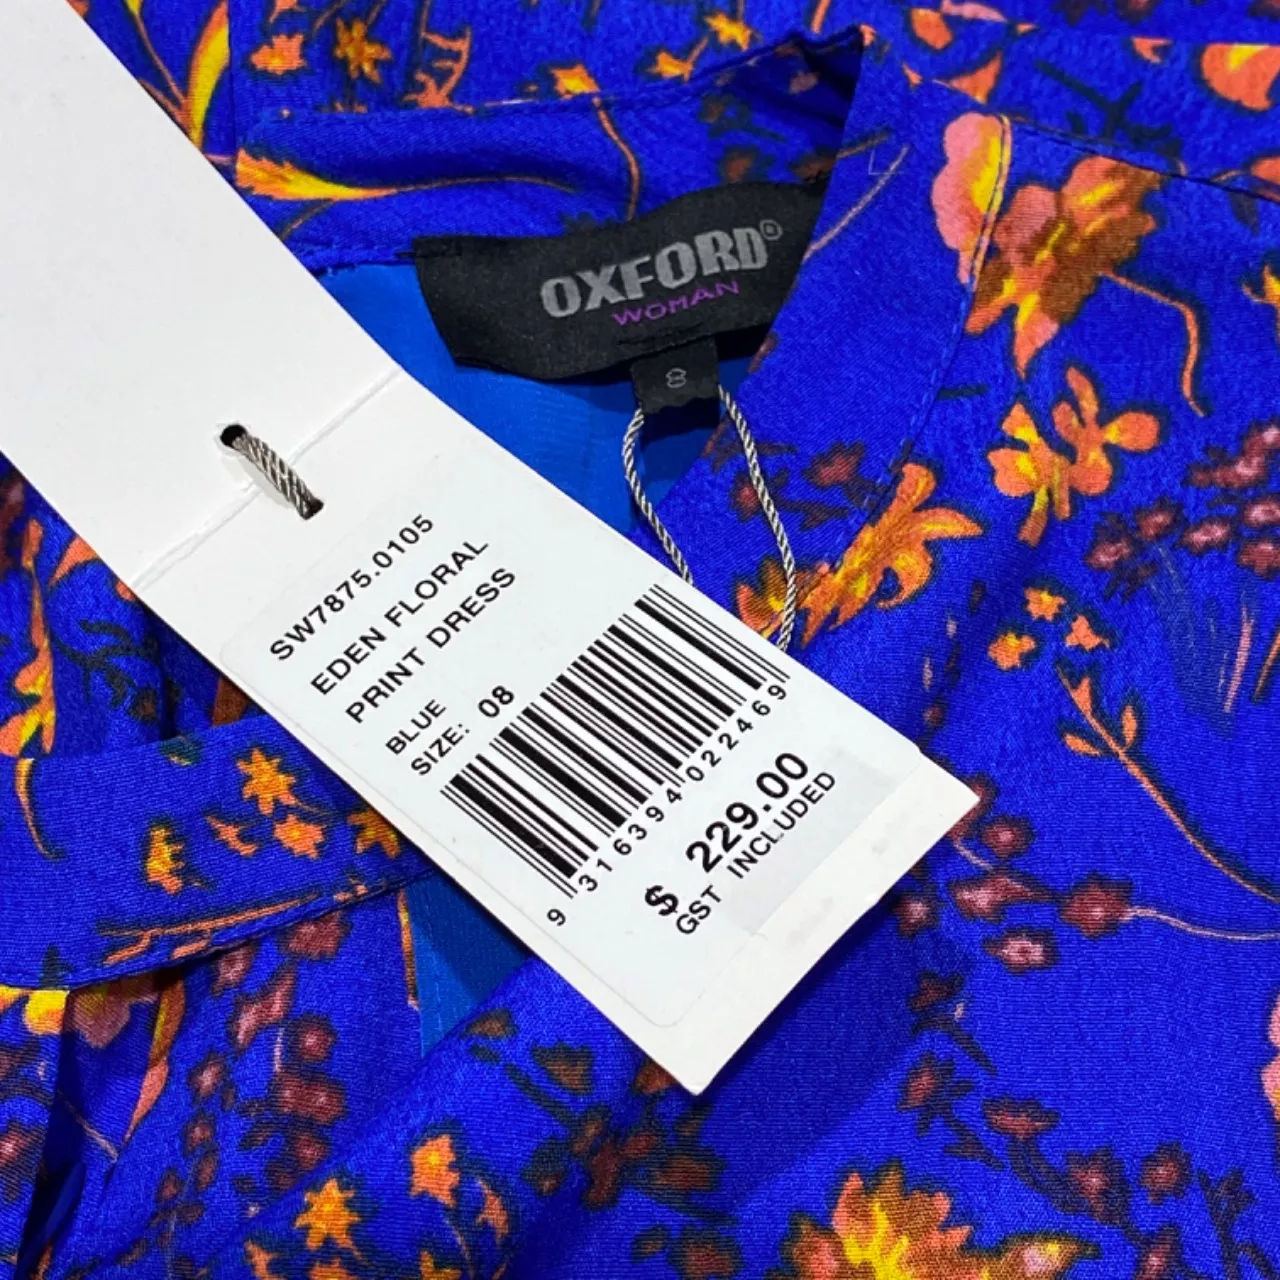 OXFORD®
WOMAN
8
SW7875.0105
EDEN FLORAL
PRINT DRESS
BLUE
SIZE: 08
9 316394 022469
$ 229.00
GST INCLUDED